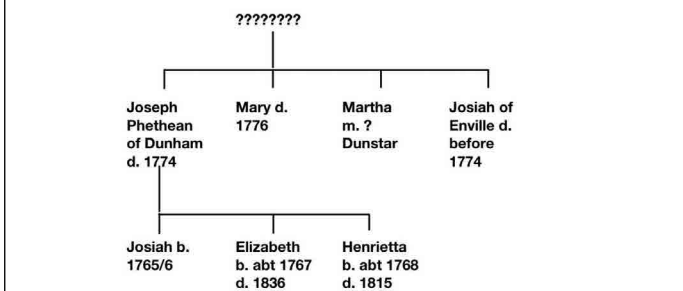 ????????
Joseph
Phethean
of Dunham
d. 1774
Mary d.
1776
Martha
m. ?
Dunstar
Josiah of
Enville d.
before
1774
Josiah b.
1765/6
Elizabeth
b. abt 1767
d. 1836
Henrietta
b. abt 1768
d. 1815